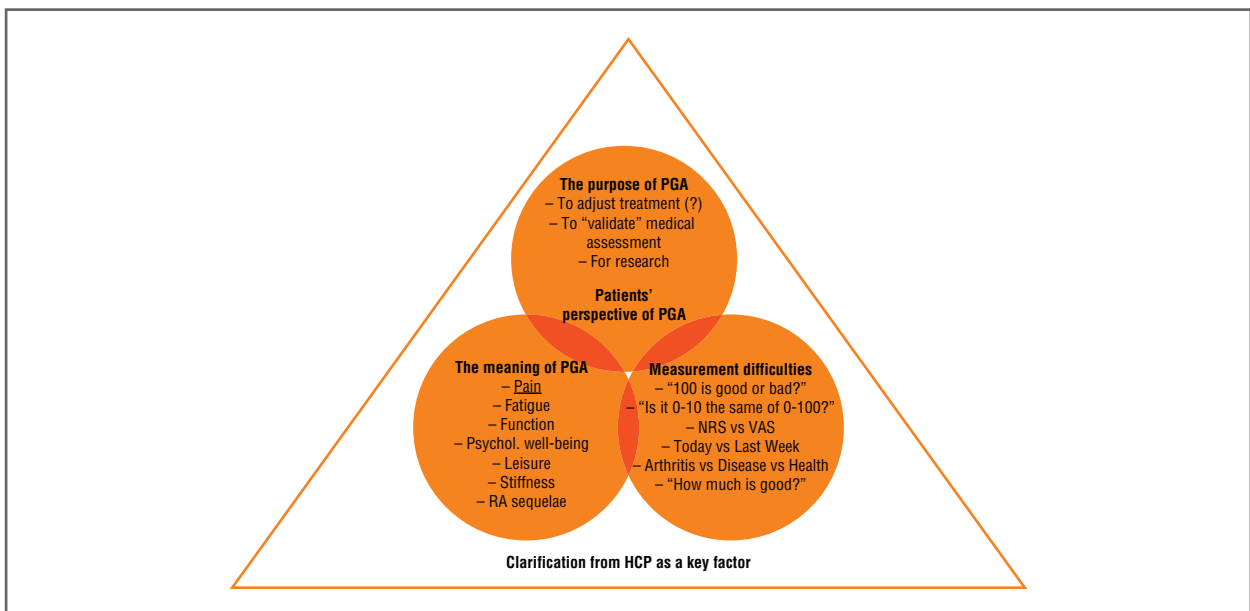 The purpose of PGA
– To adjust treatment (?)
– To “validate” medical
assessment
– For research
Patients’
perspective of PGA
The meaning of PGA
– Pain
– Fatigue
– Function
– Psychol. well-being
– Leisure
– Stiffness
– RA sequelae
Measurement difficulties
– “100 is good or bad?”
– “Is it 0-10 the same of 0-100?”
– NRS vs VAS
– Today vs Last Week
– Arthritis vs Disease vs Health
– “How much is good?”
Clarification from HCP as a key factor